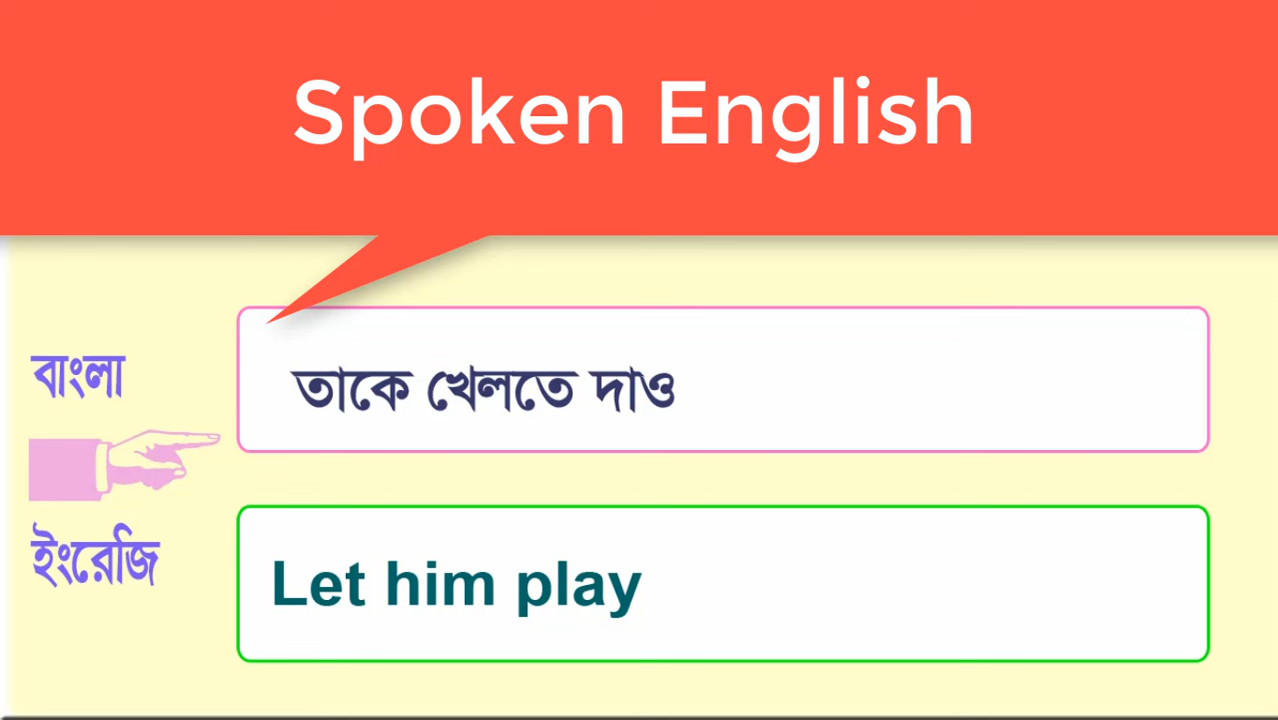 Spoken English
বাংলা
তাকে খেলতে দাও
ইংরেজি
Let him play